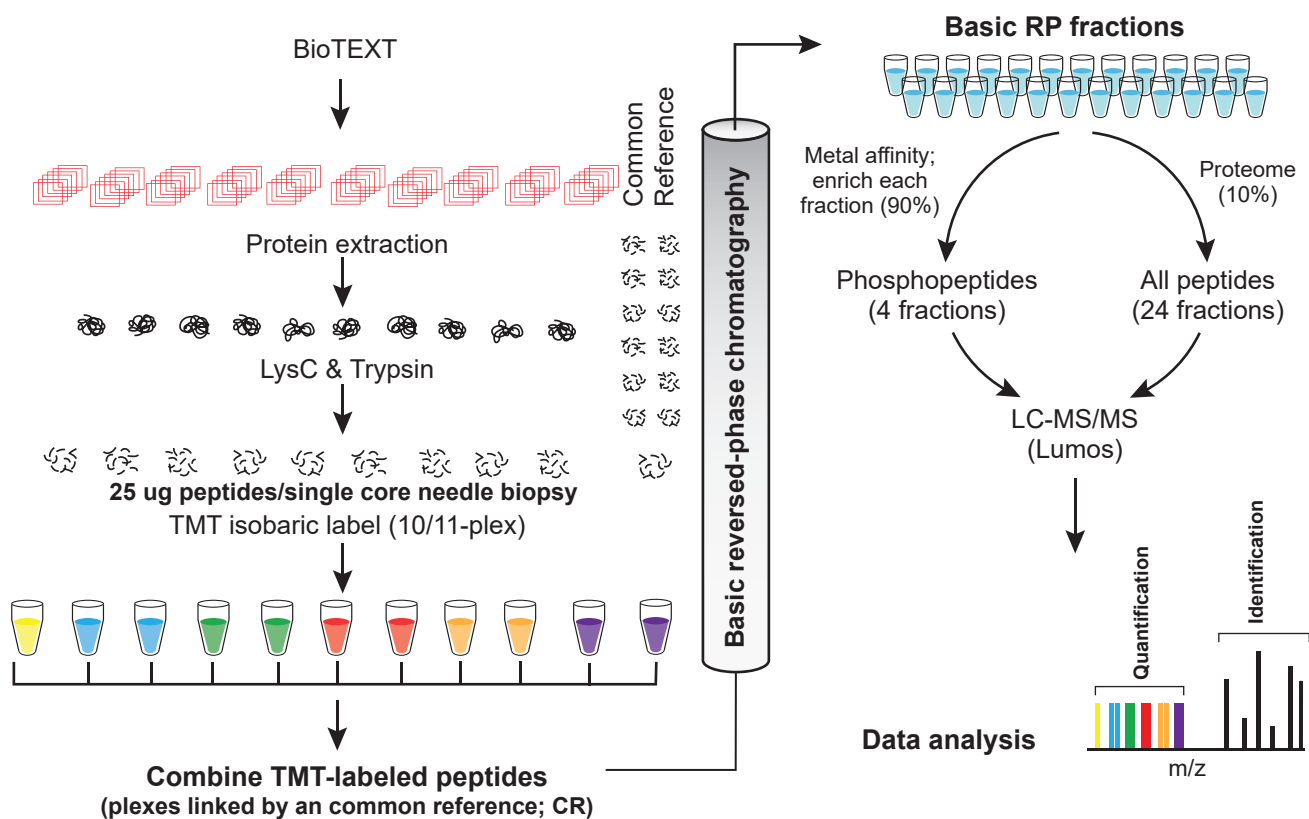 BioTEXT
Common
Reference
Protein extraction
LysC & Trypsin
25 ug peptides/single core needle biopsy
TMT isobaric label (10/11-plex)
Combine TMT-labeled peptides
(plexes linked by an common reference; CR)
Basic reversed-phase chromatography
Basic RP fractions
Metal affinity;
enrich each
fraction (90%)
Proteome
(10%)
Phosphopeptides
(4 fractions)
All peptides
(24 fractions)
LC-MS/MS
(Lumos)
Quantification
Identification
Data analysis
m/z